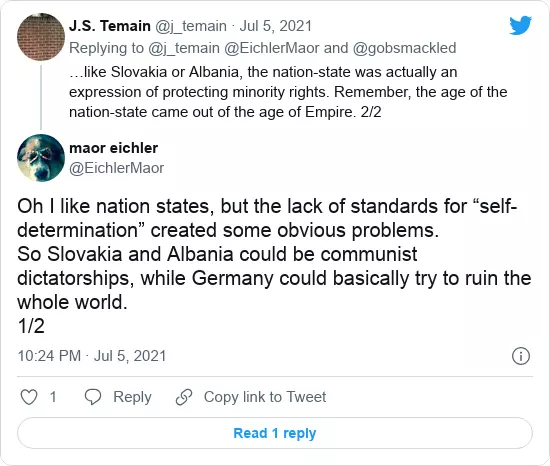 J.S. Temain @j_temain · Jul 5, 2021
Replying to @j_temain @EichlerMaor and @gobsmackled
…like Slovakia or Albania, the nation-state was actually an
expression of protecting minority rights. Remember, the age of the
nation-state came out of the age of Empire. 2/2
maor eichler
@EichlerMaor
Oh I like nation states, but the lack of standards for “self-
determination” created some obvious problems.
So Slovakia and Albania could be communist
dictatorships, while Germany could basically try to ruin the
whole world.
1/2
10:24 PM · Jul 5, 2021
1 Reply Copy link to Tweet
Read 1 reply